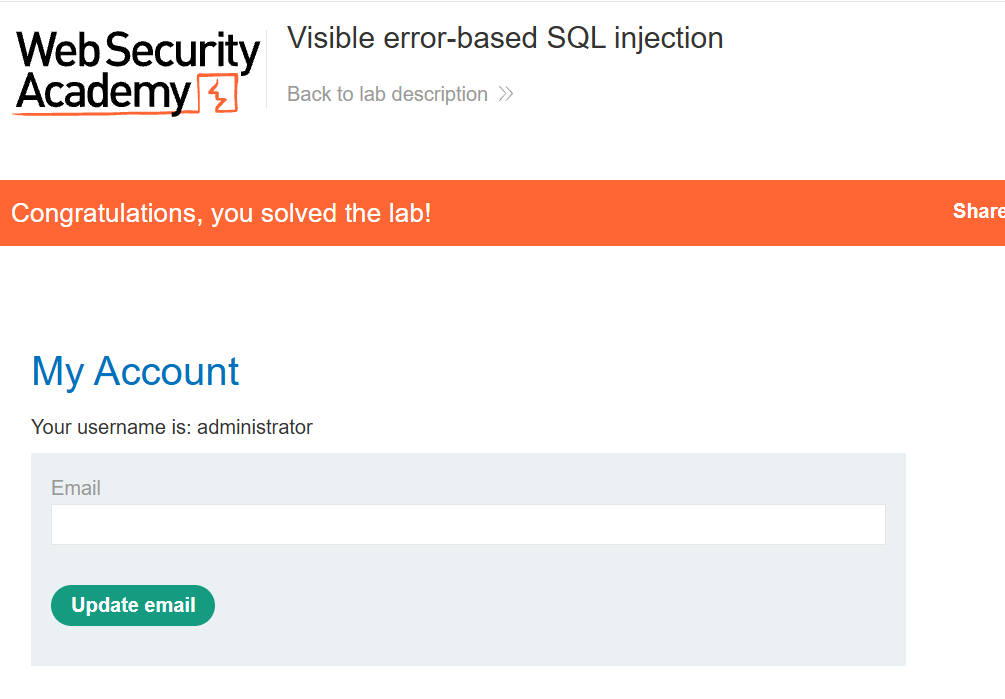 Web Security
Academy
Visible error-based SQL injection
Back to lab description
Congratulations, you solved the lab!
Share
My Account
Your username is: administrator
Email
Update email